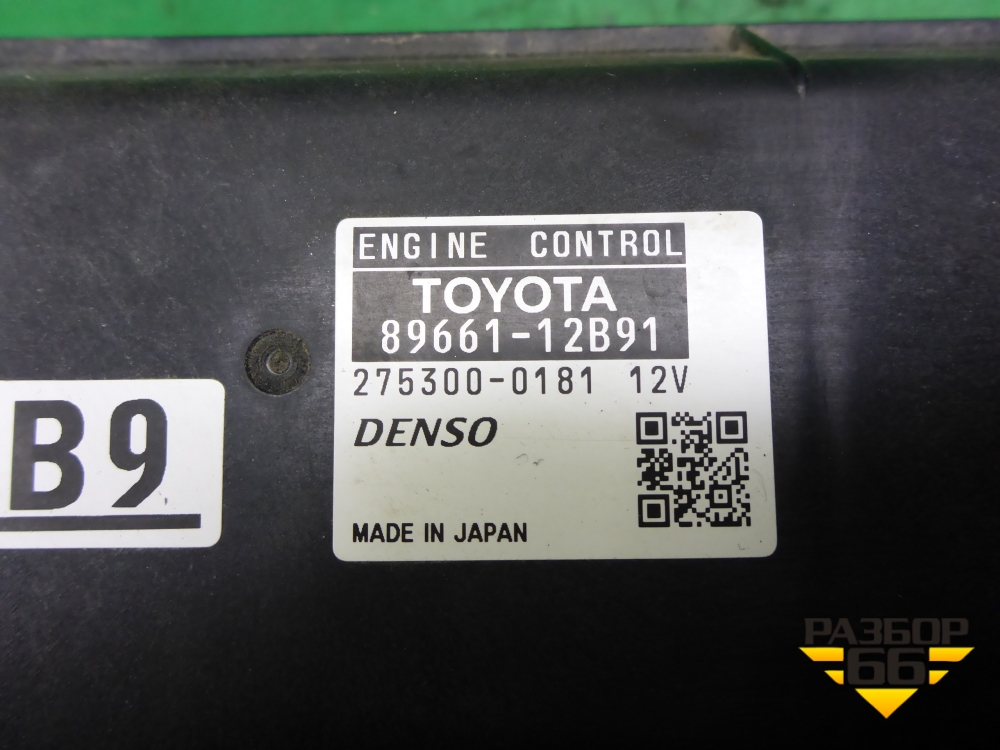 ENGINE CONTROL
TOYOTA
89661-12B91
275300-0181 12V
DENSO
MADE IN JAPAN
B9
РАЗБОР
66